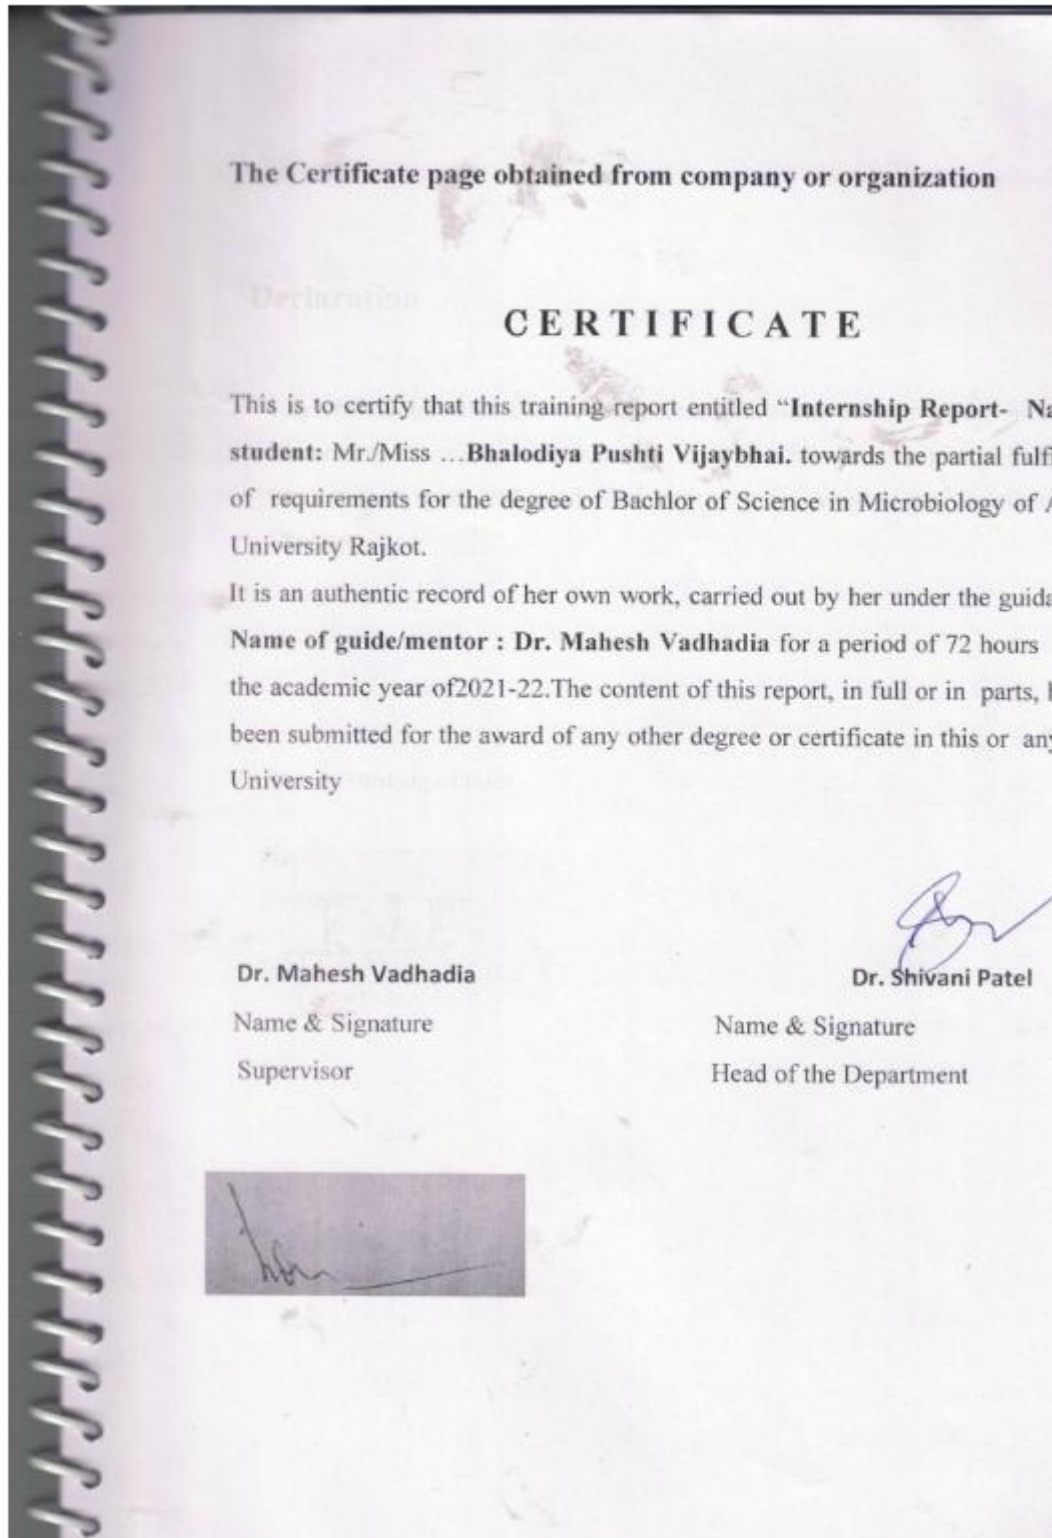 The Certificate page obtained from company or organization
Declaration
CERTIFICATE
This is to certify that this training report entitled “Internship Report- Na
student: Mr./Miss ...Bhalodiya Pushti Vijaybhai. towards the partial fulfi
of requirements for the degree of Bachlor of Science in Microbiology of A
University Rajkot.
It is an authentic record of her own work, carried out by her under the guida
Name of guide/mentor : Dr. Mahesh Vadhadia for a period of 72 hours
the academic year of2021-22.The content of this report, in full or in parts, h
been submitted for the award of any other degree or certificate in this or any
University
Dr. Mahesh Vadhadia
Dr. Shivani Patel
Name & Signature
Name & Signature
Supervisor
Head of the Department